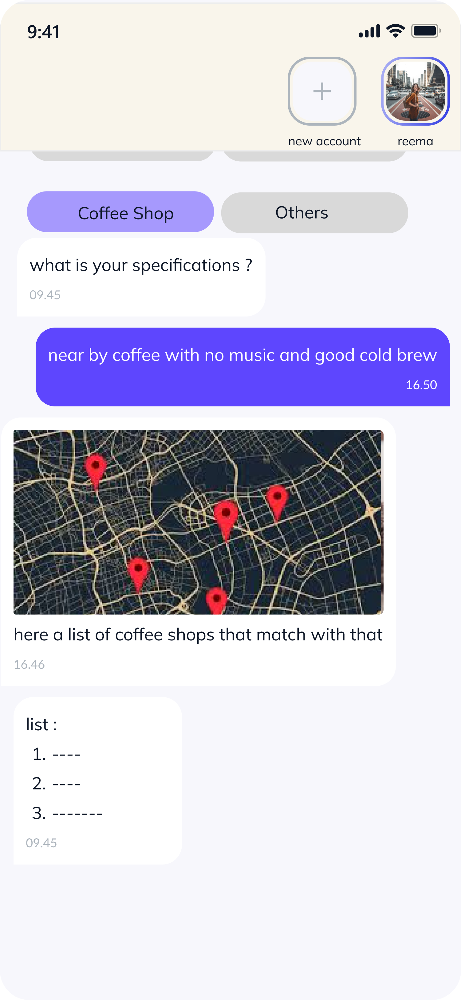 9:41
new account
reema
Coffee Shop
Others
what is your specifications ?
09.45
near by coffee with no music and good cold brew
16.50
here a list of coffee shops that match with that
16.46
list :
1. ----
2. ----
3. -------
09.45